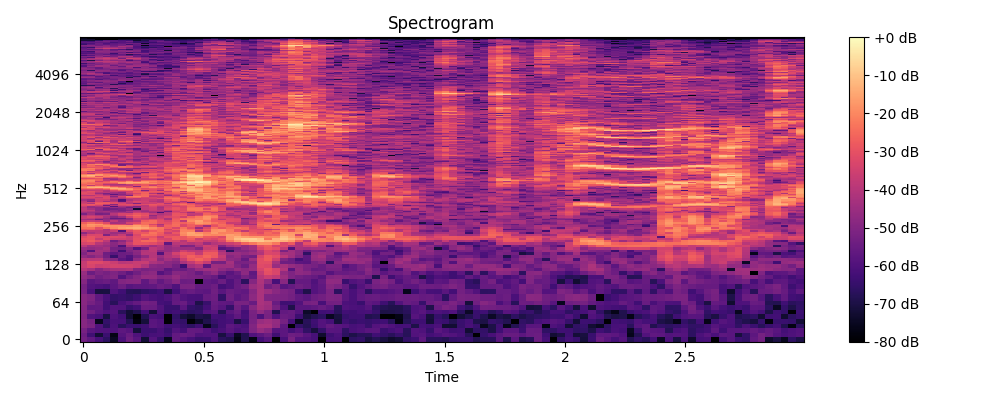 Spectrogram
+0 dB
4096
-10 dB
2048
-20 dB
1024
-30 dB
512
-40 dB
Hz
256
-50 dB
128
-60 dB
64
-70 dB
0
-80 dB
0 0.5 1 1.5 2 2.5
Time